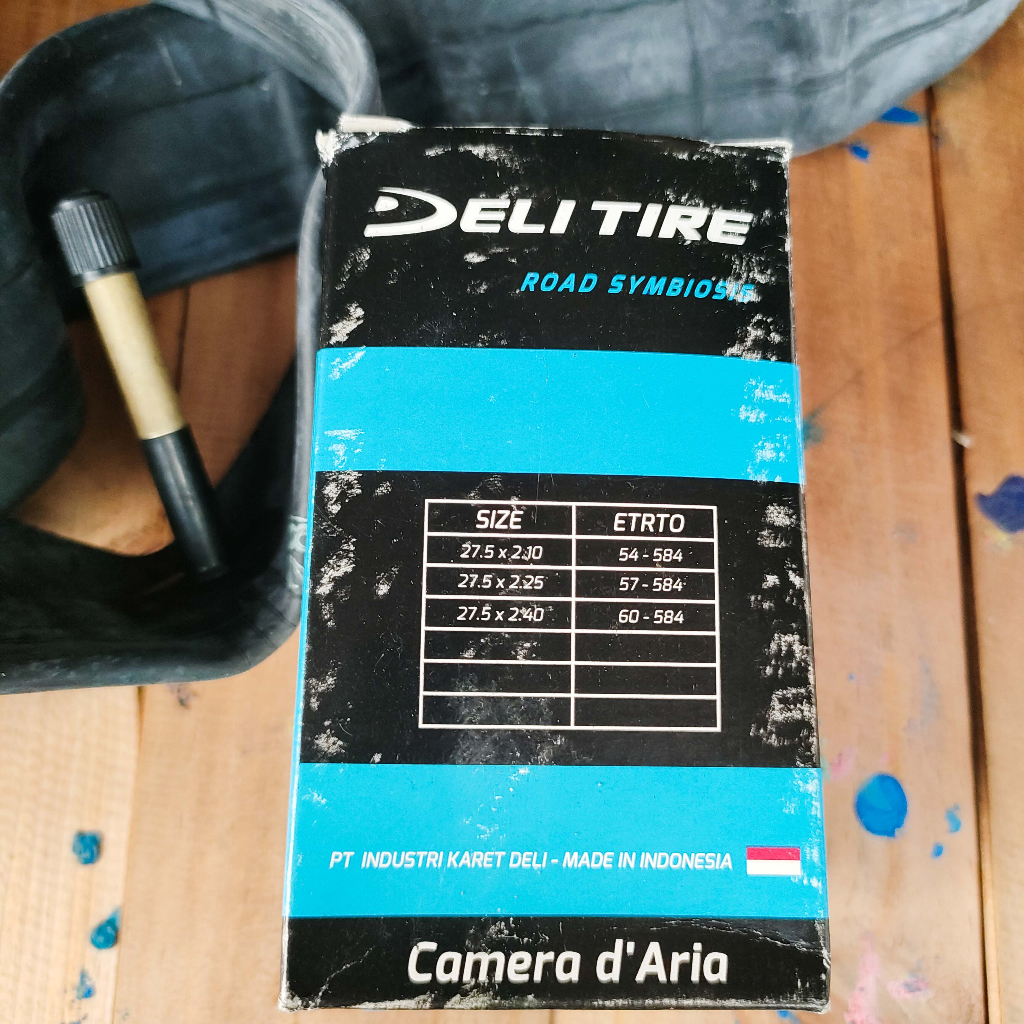 DELI TIRE
ROAD SYMBIOSIS
SIZE ETRTO
27.5 x 2.10 54 - 584
27.5 x 2.25 57 - 584
27.5 x 2.40 60 - 584
PT INDUSTRI KARET DELI - MADE IN INDONESIA
Camera d'Aria